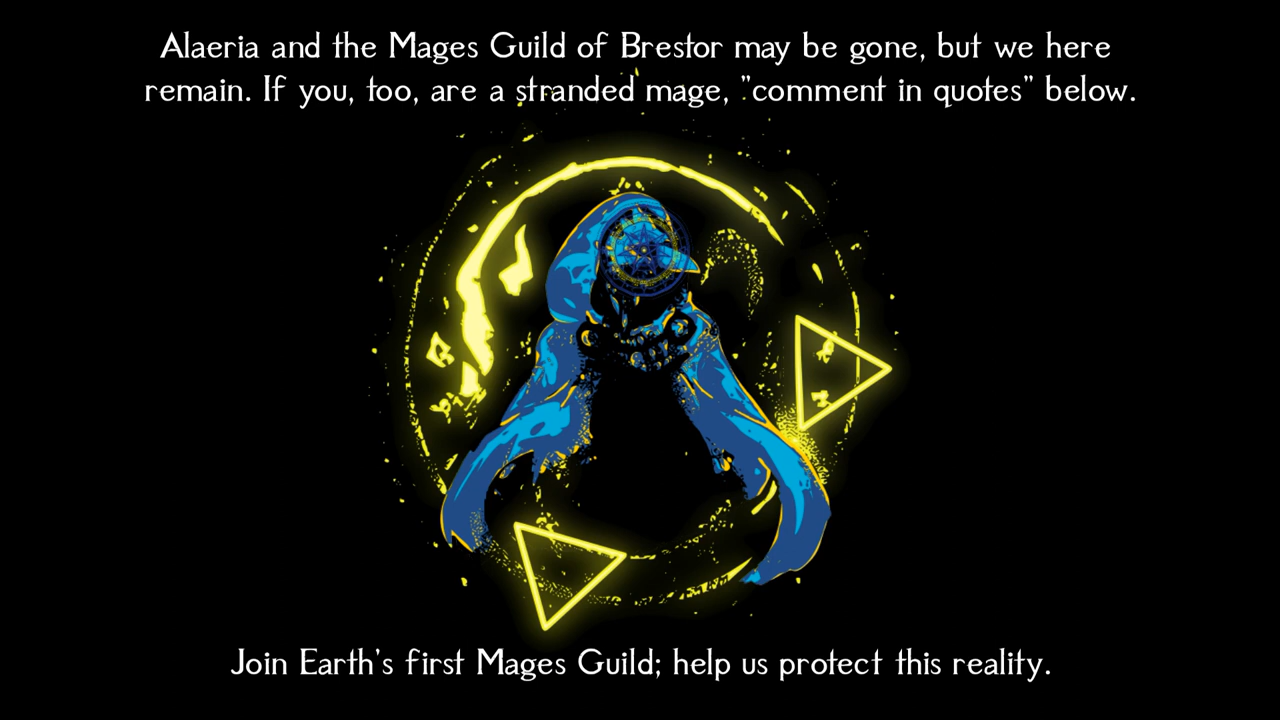 Alaeria and the Mages Guild of Brestor may be gone, but we here
remain. If you, too, are a stranded mage, "comment in quotes" below.
Join Earth's first Mages Guild; help us protect this reality.